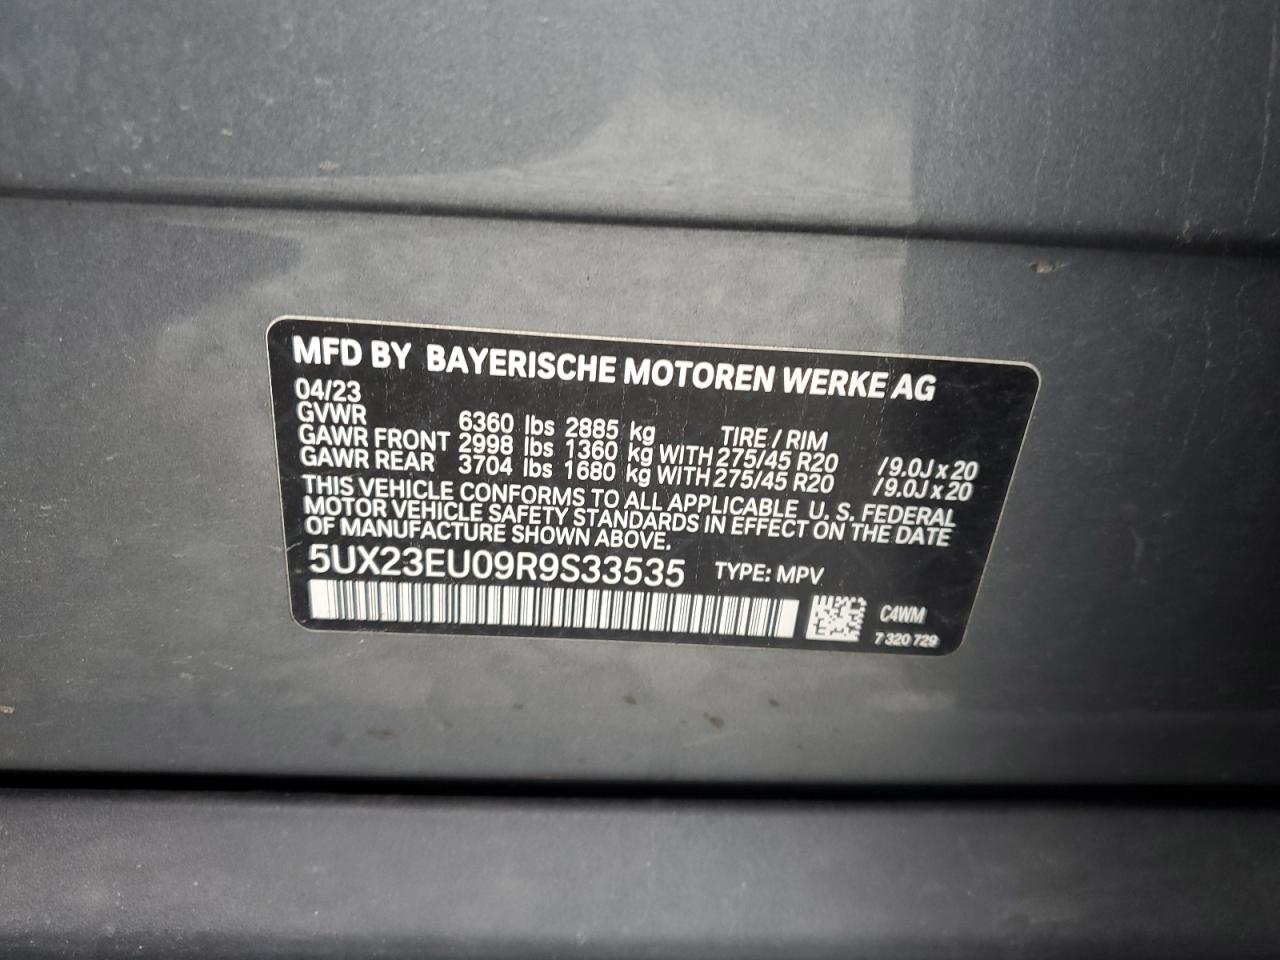 MFD BY BAYERISCHE MOTOREN WERKE AG
04/23
GVWR 6360 lbs 2885 kg TIRE / RIM
GAWR FRONT 2998 lbs 1360 kg WITH 275/45 R20 / 9.0J x 20
GAWR REAR 3704 lbs 1680 kg WITH 275/45 R20 / 9.0J x 20
THIS VEHICLE CONFORMS TO ALL APPLICABLE U. S. FEDERAL
MOTOR VEHICLE SAFETY STANDARDS IN EFFECT ON THE DATE
OF MANUFACTURE SHOWN ABOVE.
5UX23EU09R9S33535 TYPE: MPV
C4WM
7 320 729